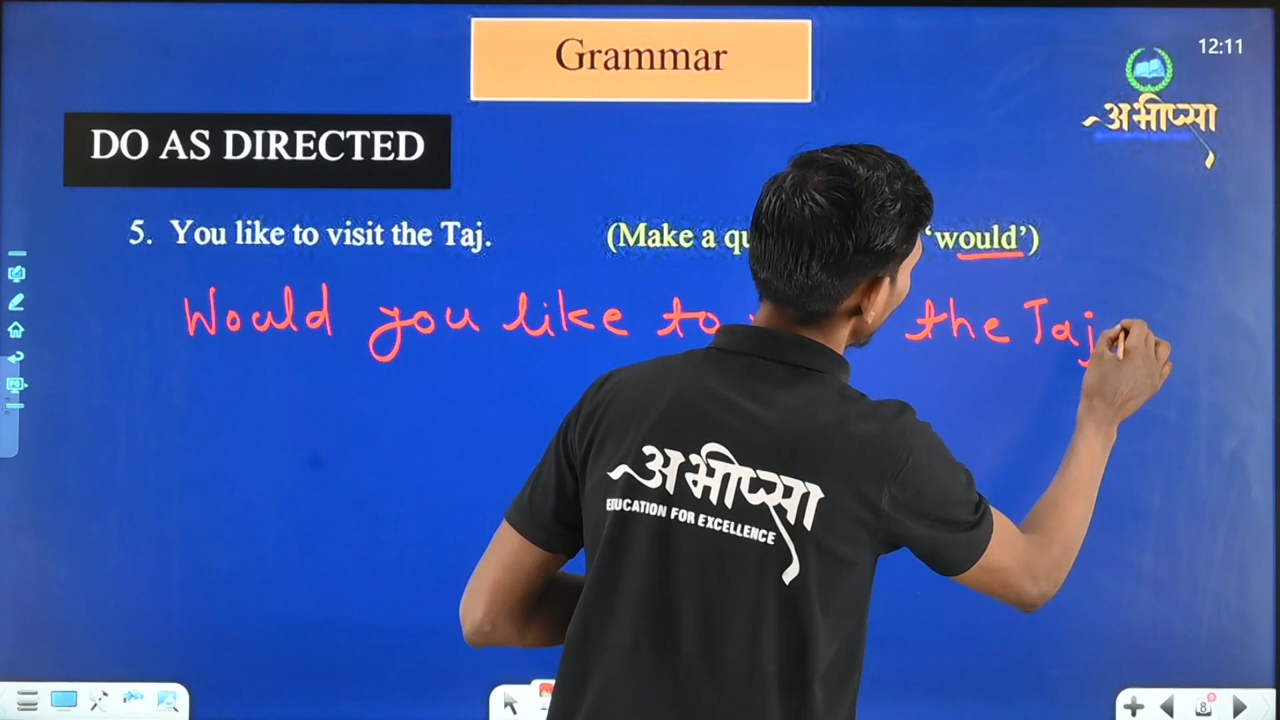 Grammar
12:11
अभीप्सा
DO AS DIRECTED
5. You like to visit the Taj. (Make a 'would')
Would you like to the Taj
अभीप्सा
EDUCATION FOR EXCELLENCE
8